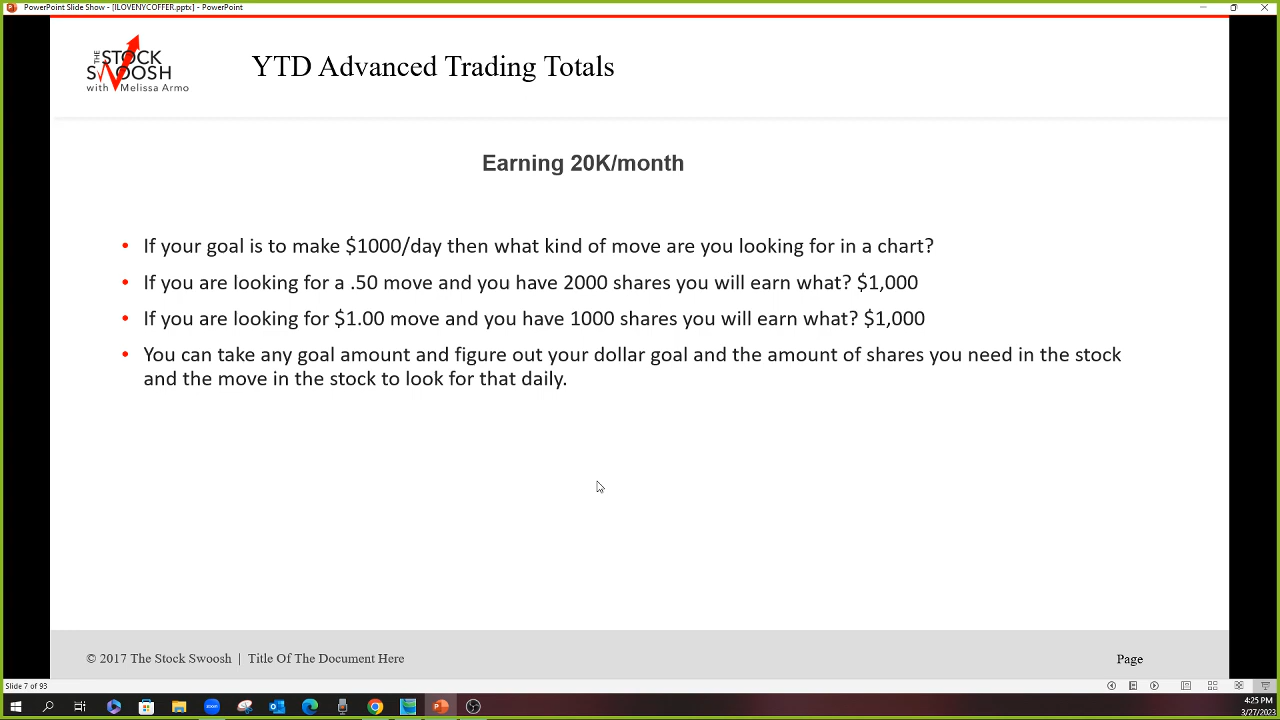 PowerPoint Slide Show - [ILOVENYCOFFER.pptx] - PowerPoint
THE STOCK
SWOOSH
with Melissa Armo
YTD Advanced Trading Totals
Earning 20K/month
• If your goal is to make $1000/day then what kind of move are you looking for in a chart?
• If you are looking for a .50 move and you have 2000 shares you will earn what? $1,000
• If you are looking for $1.00 move and you have 1000 shares you will earn what? $1,000
• You can take any goal amount and figure out your dollar goal and the amount of shares you need in the stock
and the move in the stock to look for that daily.
© 2017 The Stock Swoosh | Title Of The Document Here
Page
Slide 7 of 93
zoom
4:25 PM
3/27/2023